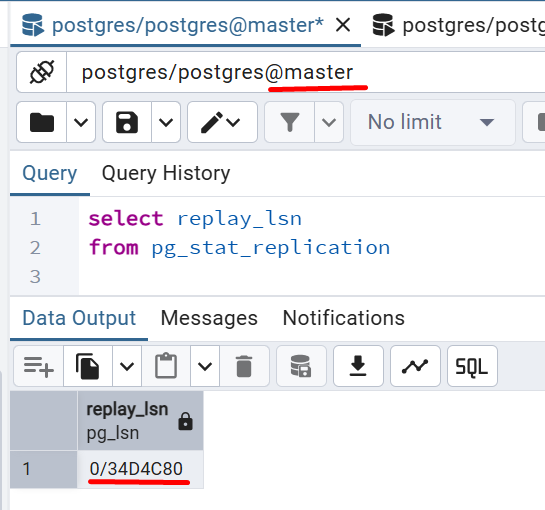 postgres/postgres@master* postgres/post
postgres/postgres@master
No limit
Query Query History
1 select replay_lsn
2 from pg_stat_replication
3
Data Output Messages Notifications
SQL
replay_lsn
pg_lsn
1 0/34D4C80